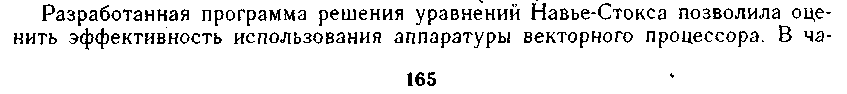 Разработанная программа решения уравнений Навье-Стокса позволила оце-
нить эффективность использования аппаратуры векторного процессора. В ча-
165